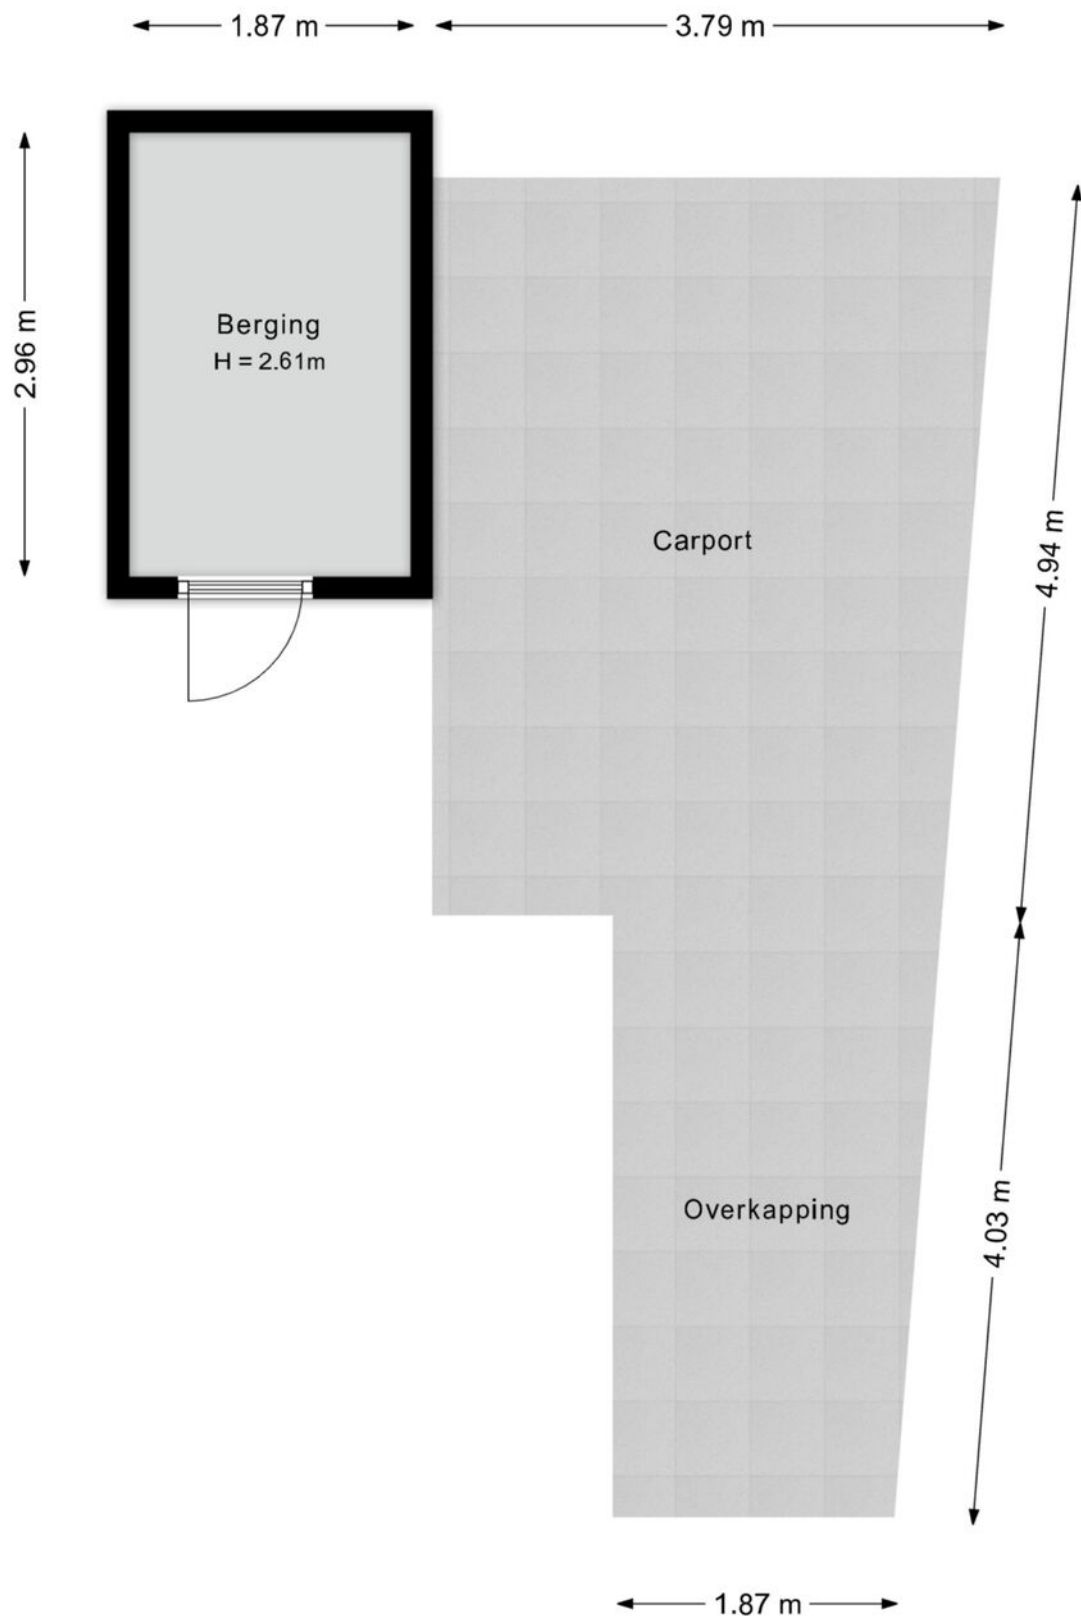 1.87 m
3.79 m
2.96 m
Berging
H = 2.61m
Carport
4.94 m
Overkapping
4.03 m
1.87 m